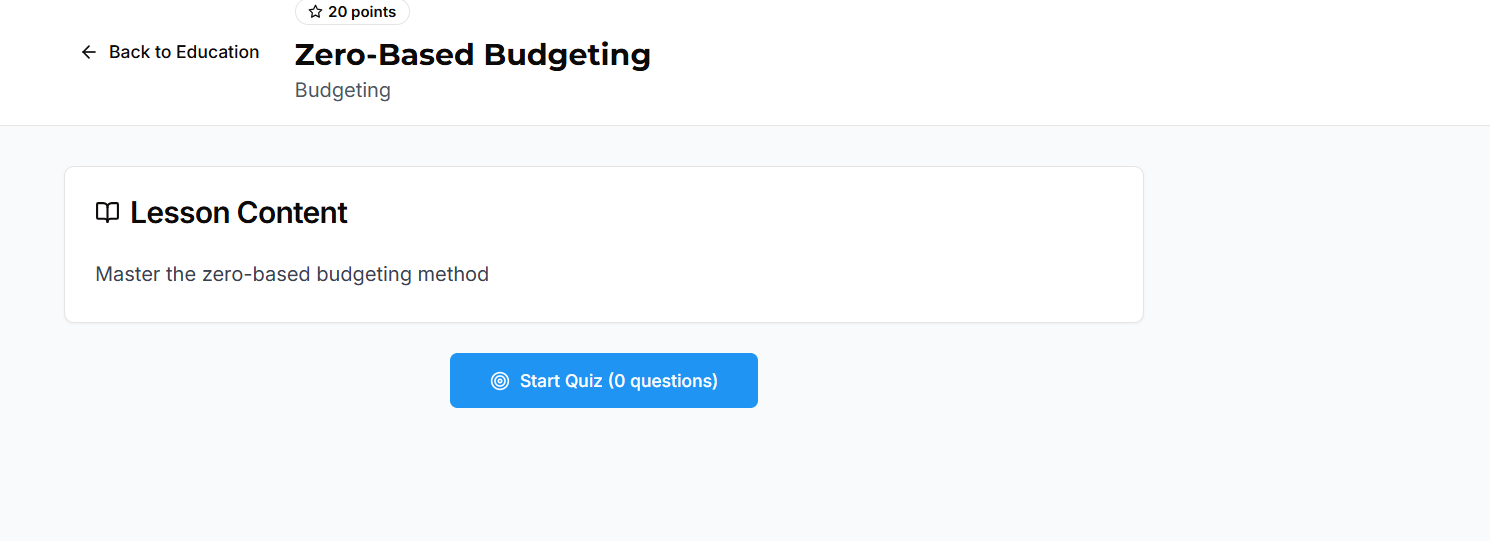 20 points
Back to Education
Zero-Based Budgeting
Budgeting
Lesson Content
Master the zero-based budgeting method
Start Quiz (0 questions)